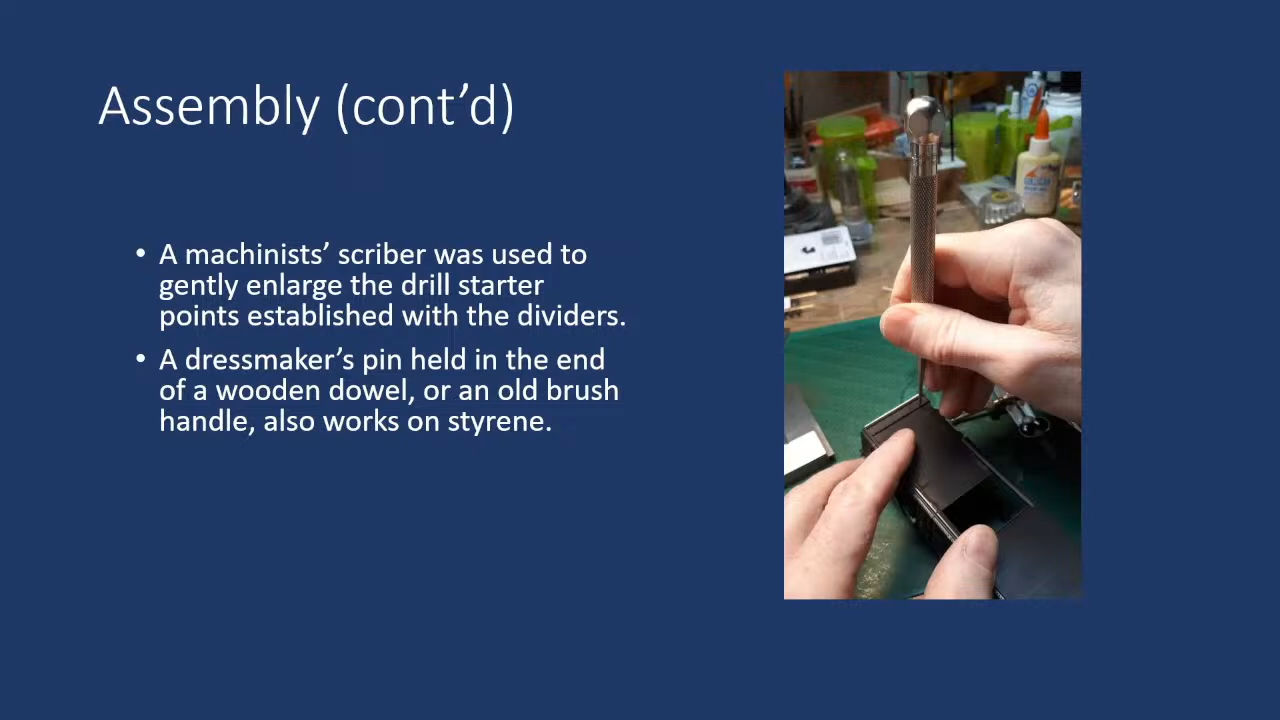 Assembly (cont’d)
• A machinists’ scriber was used to
gently enlarge the drill starter
points established with the dividers.
• A dressmaker’s pin held in the end
of a wooden dowel, or an old brush
handle, also works on styrene.